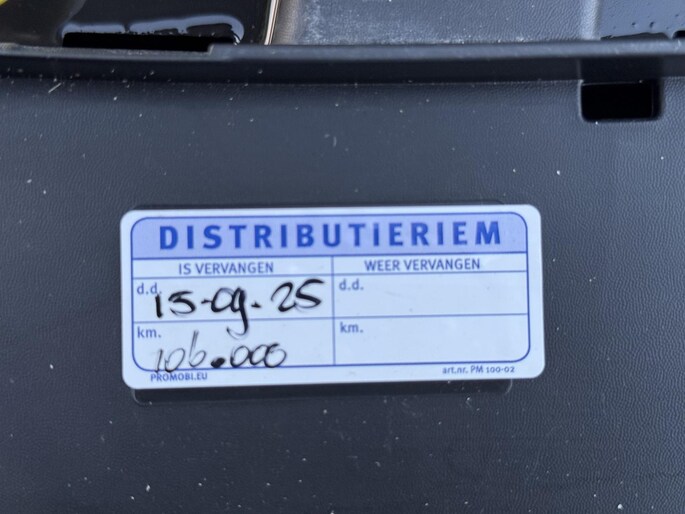 DISTRIBUTIERIEM
IS VERVANGEN WEER VERVANGEN
d.d. 15-09-25 d.d.
km. 106.000 km.
PROMOBI.EU art.nr. PM 100-02